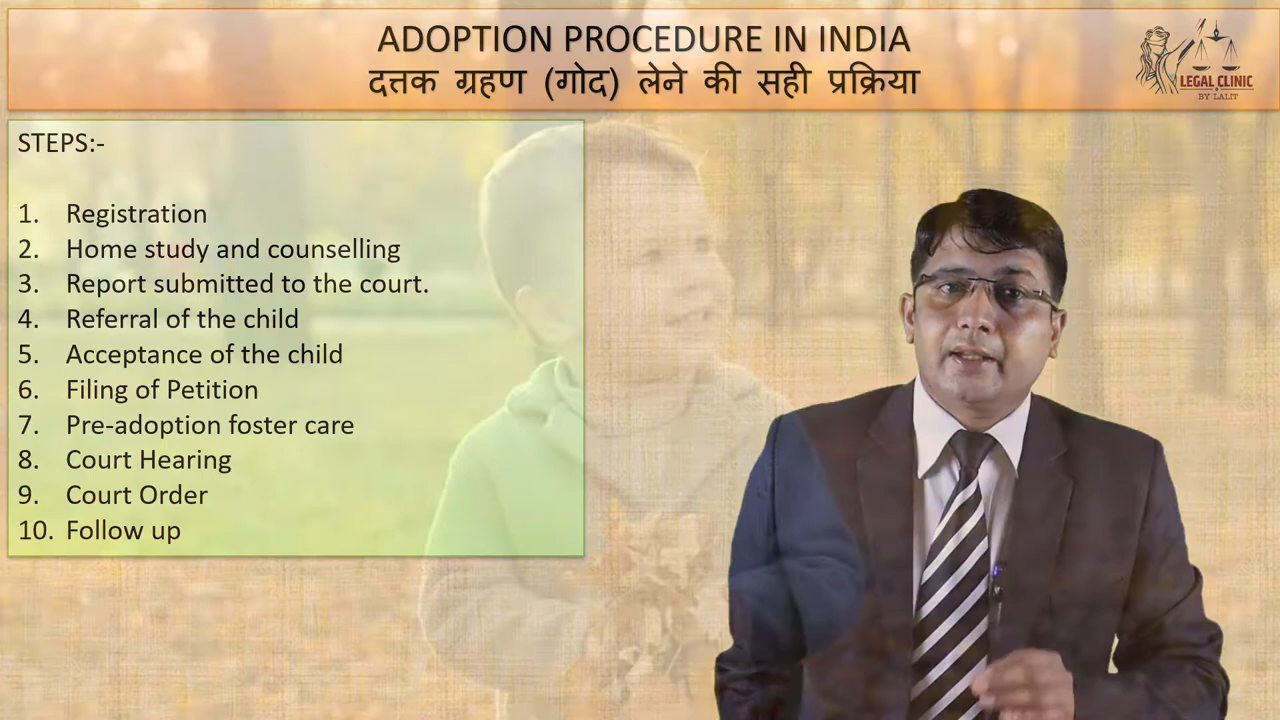 ADOPTION PROCEDURE IN INDIA
दत्तक ग्रहण (गोद) लेने की सही प्रक्रिया
LEGAL CLINIC
BY LALIT
STEPS:-
1. Registration
2. Home study and counselling
3. Report submitted to the court.
4. Referral of the child
5. Acceptance of the child
6. Filing of Petition
7. Pre-adoption foster care
8. Court Hearing
9. Court Order
10. Follow up